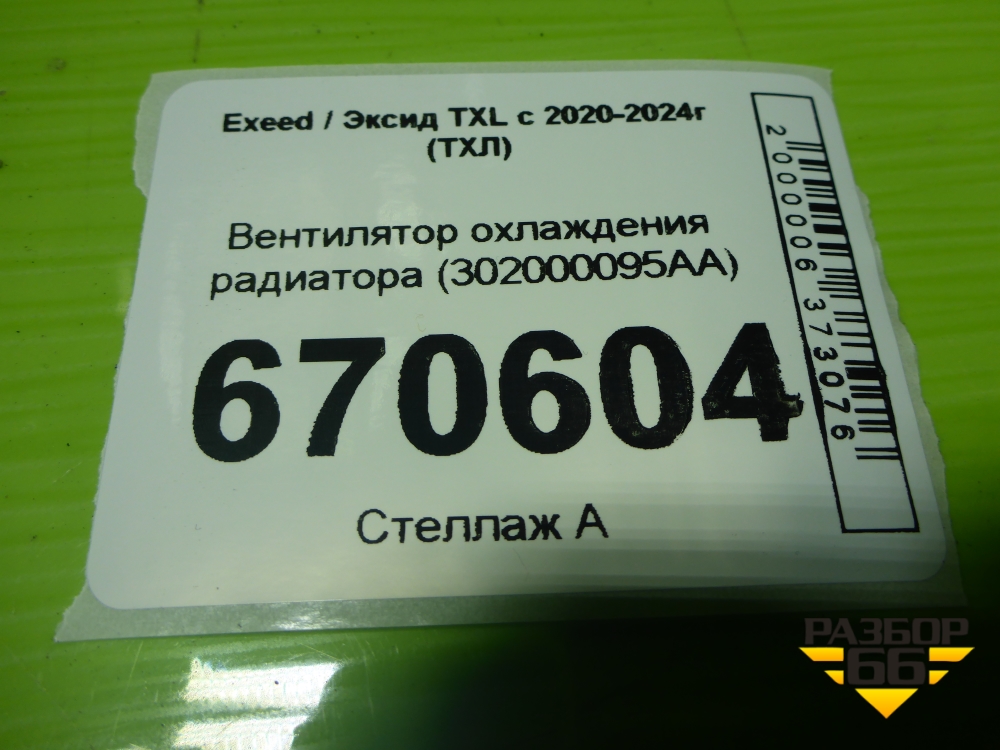 Exeed / Эксид TXL с 2020-2024г
(ТХЛ)
Вентилятор охлаждения
радиатора (302000095AA)
670604
Стеллаж А
2000006373076
РАЗБОР
66